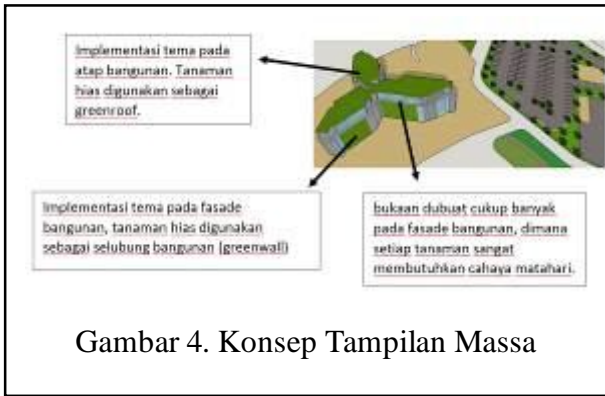 Implementasi tema pada
atap bangunan. Tanaman
hias digunakan sebagai
greenroof.
Implementasi tema pada fasade
bangunan, tanaman hias digunakan
sebagai selubung bangunan (greenwall)
bukaan dubuat cukup banyak
pada fasade bangunan, dimana
setiap tanaman sangat
membutuhkan cahaya matahari.
Gambar 4. Konsep Tampilan Massa